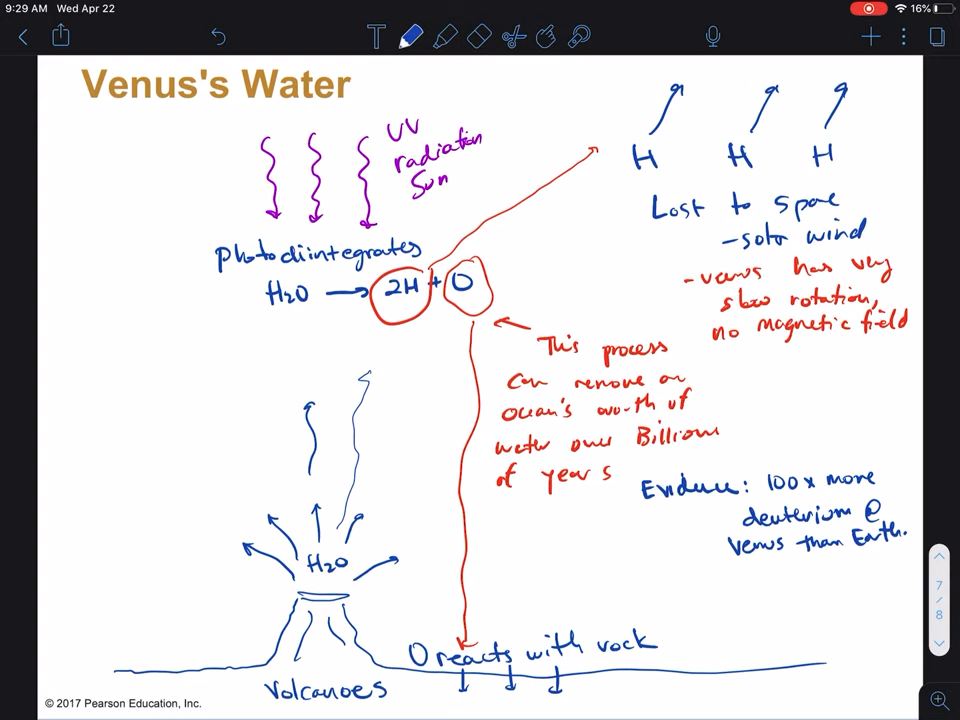 9:29 AM Wed Apr 22
16%
T
Venus's Water
UV
radiation
Sun
H H H
Lost to space
- solar wind
- Venus has very
slow rotation,
no magnetic field
photodiintegrates
H2O → 2H + O
This process
can remove an
ocean's worth of
water over Billions
of years
Evidence: 100x more
deuterium @
Venus than Earth.
H2O
O reacts with rock
Volcanoes
7
/
8
© 2017 Pearson Education, Inc.